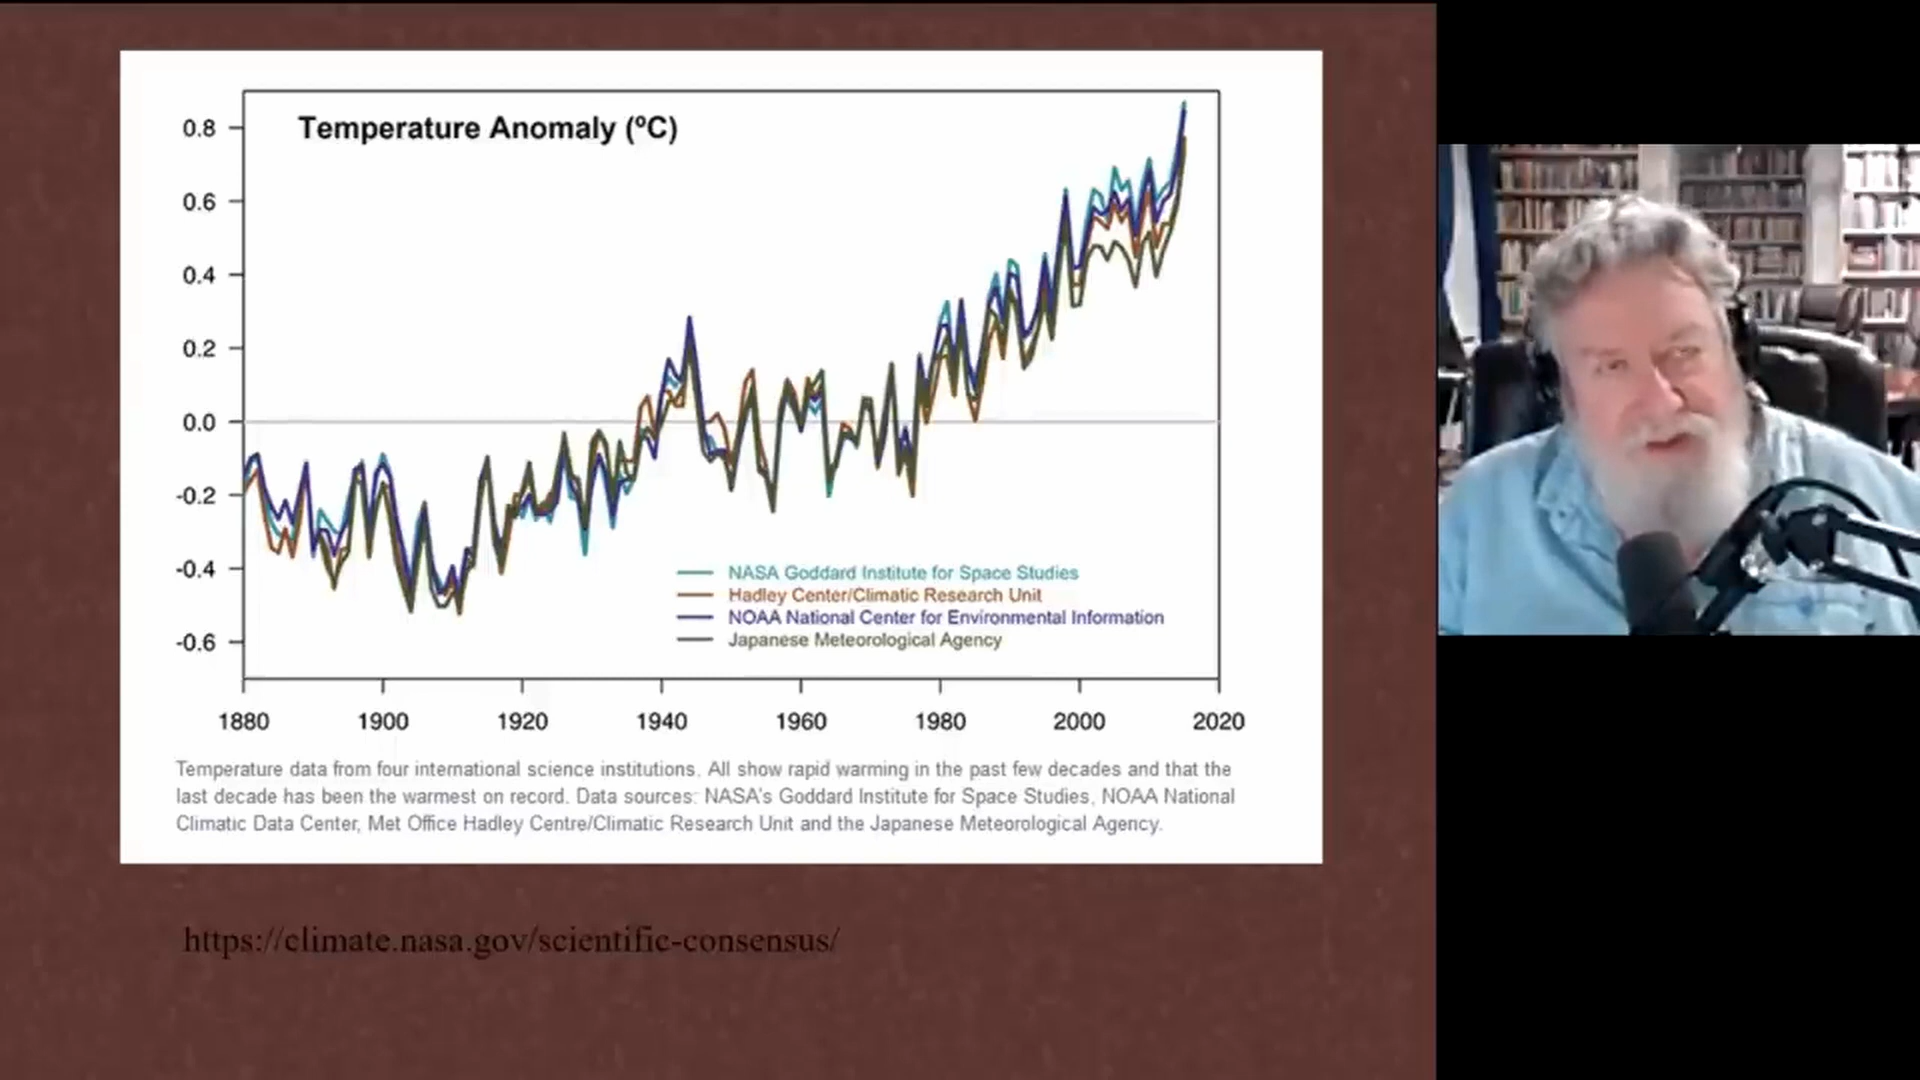 Temperature Anomaly (ºC)
0.8
0.6
0.4
0.2
0.0
-0.2
-0.4
-0.6
NASA Goddard Institute for Space Studies
Hadley Center/Climatic Research Unit
NOAA National Center for Environmental Information
Japanese Meteorological Agency
1880 1900 1920 1940 1960 1980 2000 2020
Temperature data from four international science institutions. All show rapid warming in the past few decades and that the
last decade has been the warmest on record. Data sources: NASA's Goddard Institute for Space Studies, NOAA National
Climatic Data Center, Met Office Hadley Centre/Climatic Research Unit and the Japanese Meteorological Agency.
https://climate.nasa.gov/scientific-consensus/